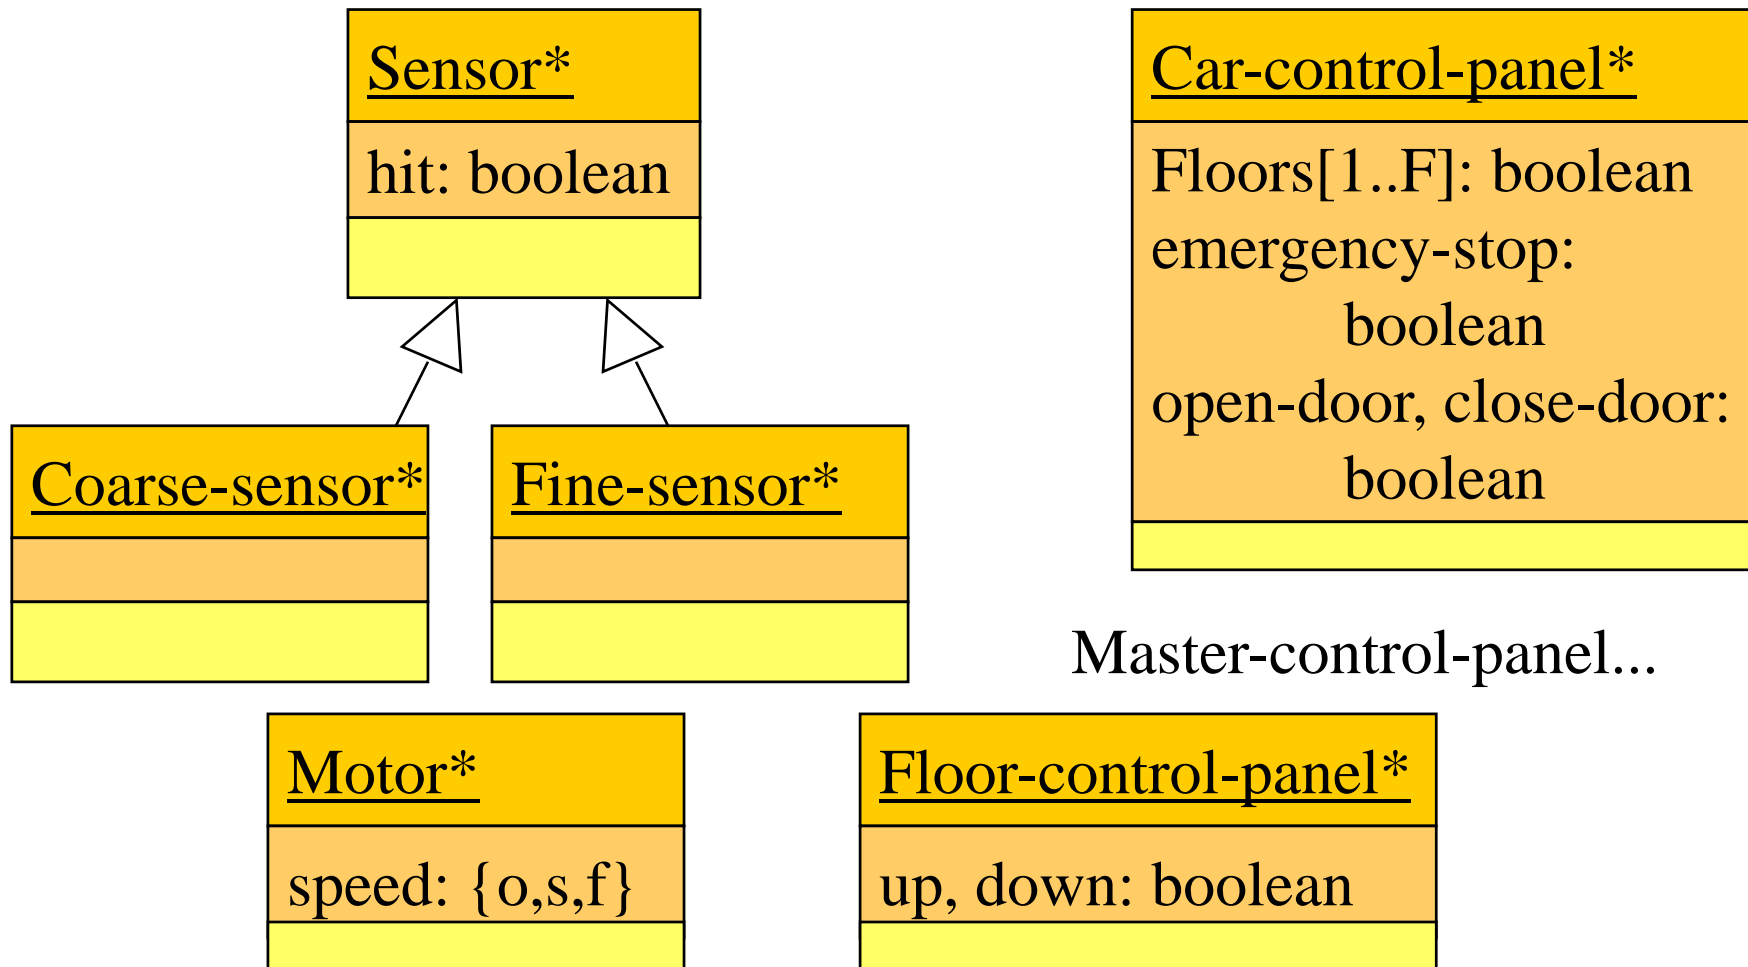 Sensor*
hit: boolean
Car-control-panel*
Floors[1..F]: boolean
emergency-stop:
boolean
open-door, close-door:
boolean
Coarse-sensor*
Fine-sensor*
Master-control-panel...
Motor*
speed: {o,s,f}
Floor-control-panel*
up, down: boolean